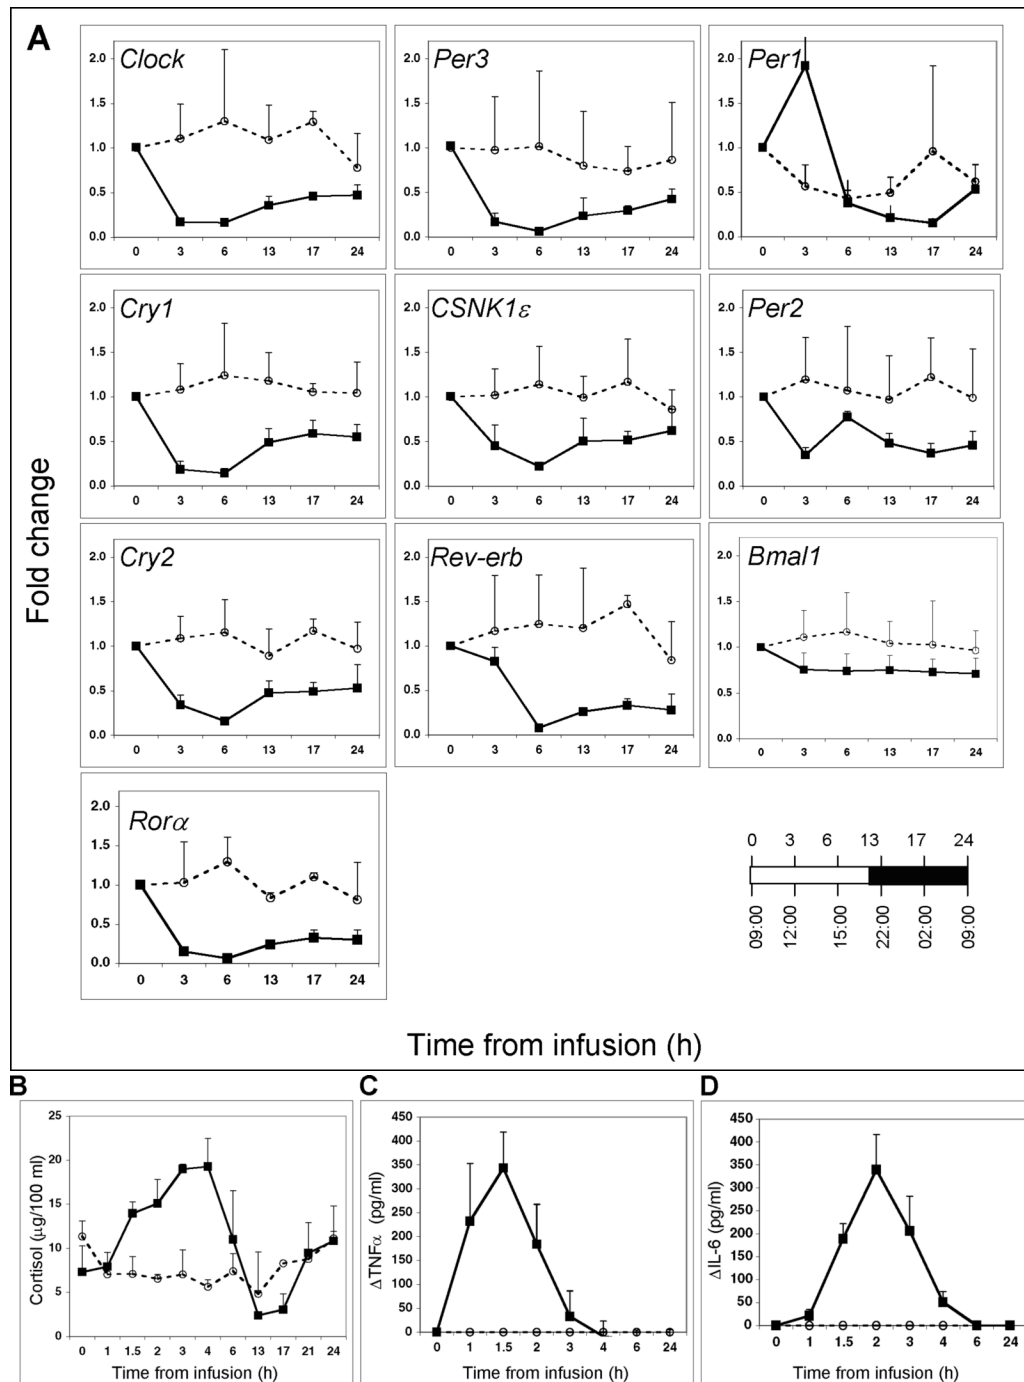 A
Fold change
Clock
2.0
1.5
1.0
0.5
0.0
0 3 6 13 17 24
Per3
2.0
1.5
1.0
0.5
0.0
0 3 6 13 17 24
Per1
2.0
1.5
1.0
0.5
0.0
0 3 6 13 17 24
Cry1
2.0
1.5
1.0
0.5
0.0
0 3 6 13 17 24
CSNK1ε
2.0
1.5
1.0
0.5
0.0
0 3 6 13 17 24
Per2
2.0
1.5
1.0
0.5
0.0
0 3 6 13 17 24
Cry2
2.0
1.5
1.0
0.5
0.0
0 3 6 13 17 24
Rev-erb
2.0
1.5
1.0
0.5
0.0
0 3 6 13 17 24
Bmal1
2.0
1.5
1.0
0.5
0.0
0 3 6 13 17 24
Rorα
2.0
1.5
1.0
0.5
0.0
0 3 6 13 17 24
0 3 6 13 17 24
09:00 12:00 15:00 22:00 02:00 09:00
Time from infusion (h)
B
Cortisol (µg/100 ml)
25
20
15
10
5
0
0 1 1.5 2 3 4 6 13 17 21 24
Time from infusion (h)
C
ΔTNFα (pg/ml)
450
400
350
300
250
200
150
100
50
0
0 1 1.5 2 3 4 6 24
Time from infusion (h)
D
ΔIL-6 (pg/ml)
450
400
350
300
250
200
150
100
50
0
0 1 1.5 2 3 4 6 24
Time from infusion (h)